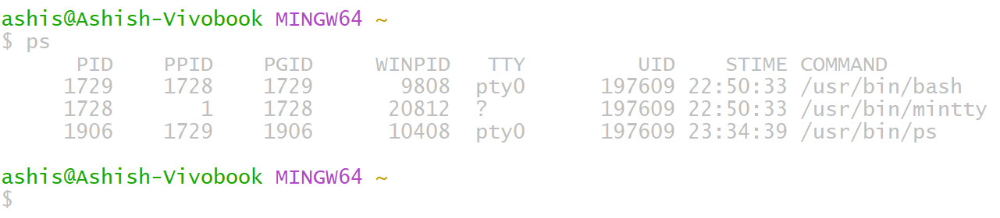 ashis@Ashish-Vivobook MINGW64 ~
$ ps
      PID    PPID    PGID     WINPID   TTY         UID    STIME COMMAND
     1729    1728    1729       9808  pty0      197609 22:50:33 /usr/bin/bash
     1728       1    1728      20812  ?         197609 22:50:33 /usr/bin/mintty
     1906    1729    1906      10408  pty0      197609 23:34:39 /usr/bin/ps
ashis@Ashish-Vivobook MINGW64 ~
$